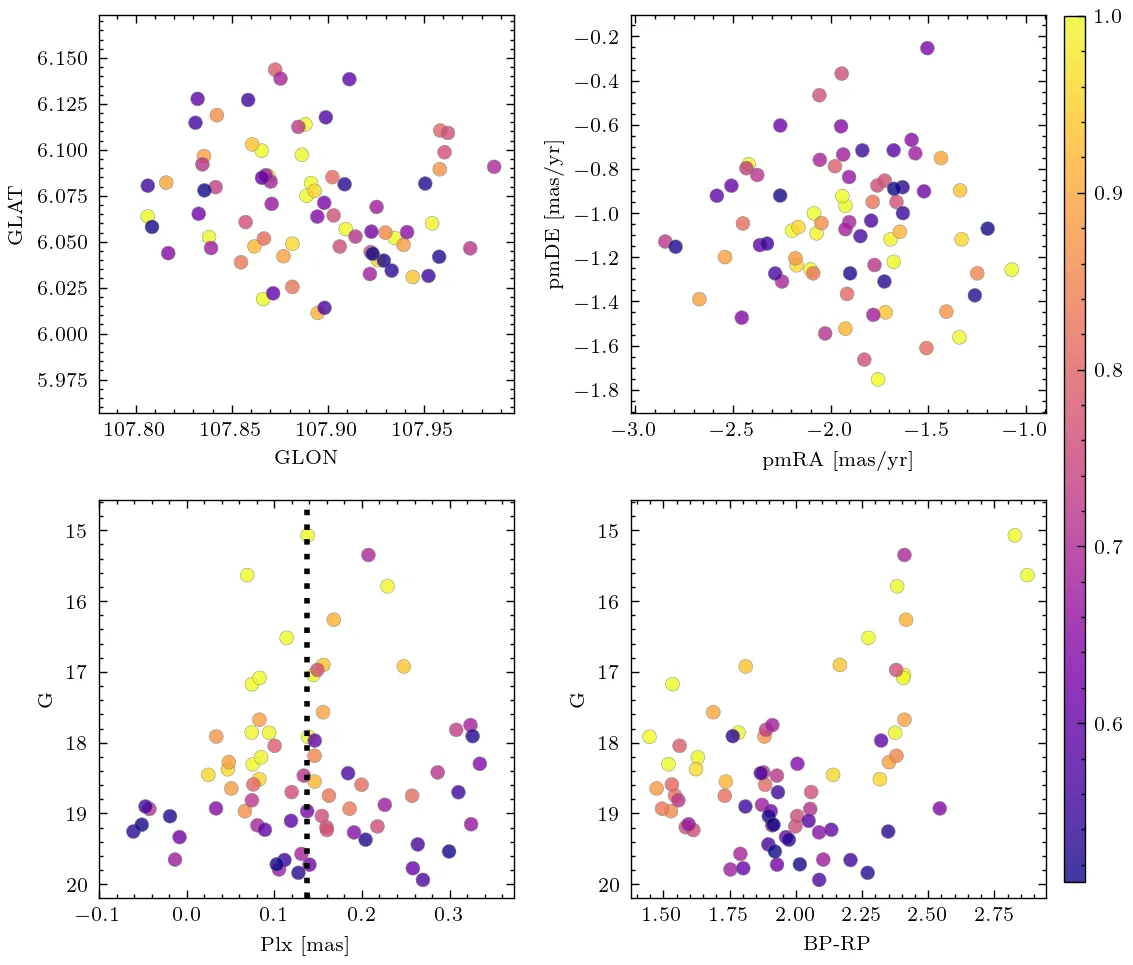 6.150
6.125
6.100
6.075
6.050
6.025
6.000
5.975
GLAT
107.80 107.85 107.90 107.95
GLON
−0.2
−0.4
−0.6
−0.8
−1.0
−1.2
−1.4
−1.6
−1.8
pmDE [mas/yr]
−3.0 −2.5 −2.0 −1.5 −1.0
pmRA [mas/yr]
1.0
0.9
0.8
0.7
0.6
15
16
17
18
19
20
G
−0.1 0.0 0.1 0.2 0.3
Plx [mas]
15
16
17
18
19
20
G
1.50 1.75 2.00 2.25 2.50 2.75
BP-RP